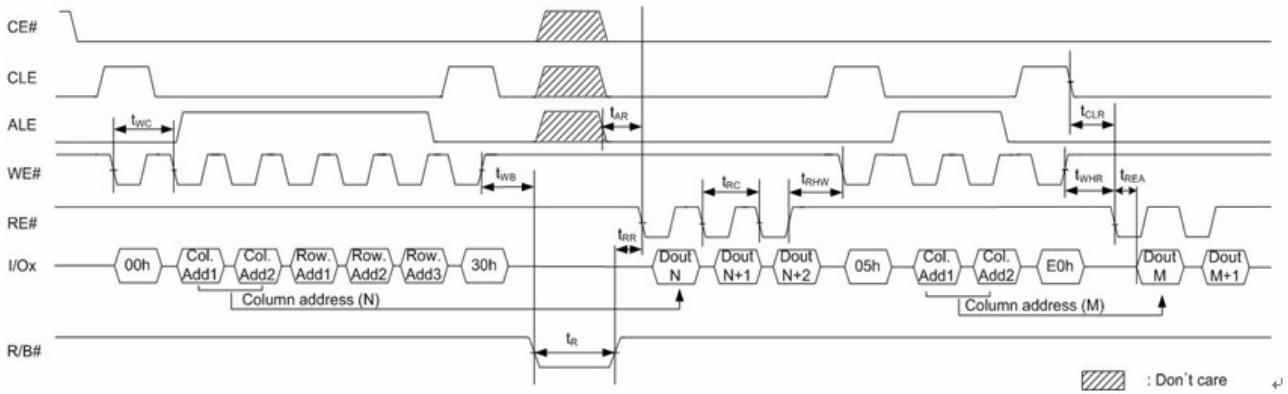 CE#
CLE
ALE
tWC
tAR
tCLR
WE#
tWB
tRC
tRHW
tWHR
tREA
RE#
tRR
I/Ox
00h
Col. Add1
Col. Add2
Row. Add1
Row. Add2
Row. Add3
30h
Dout N
Dout N+1
Dout N+2
05h
Col. Add1
Col. Add2
E0h
Dout M
Dout M+1
Column address (N)
Column address (M)
R/B#
tR
: Don´t care